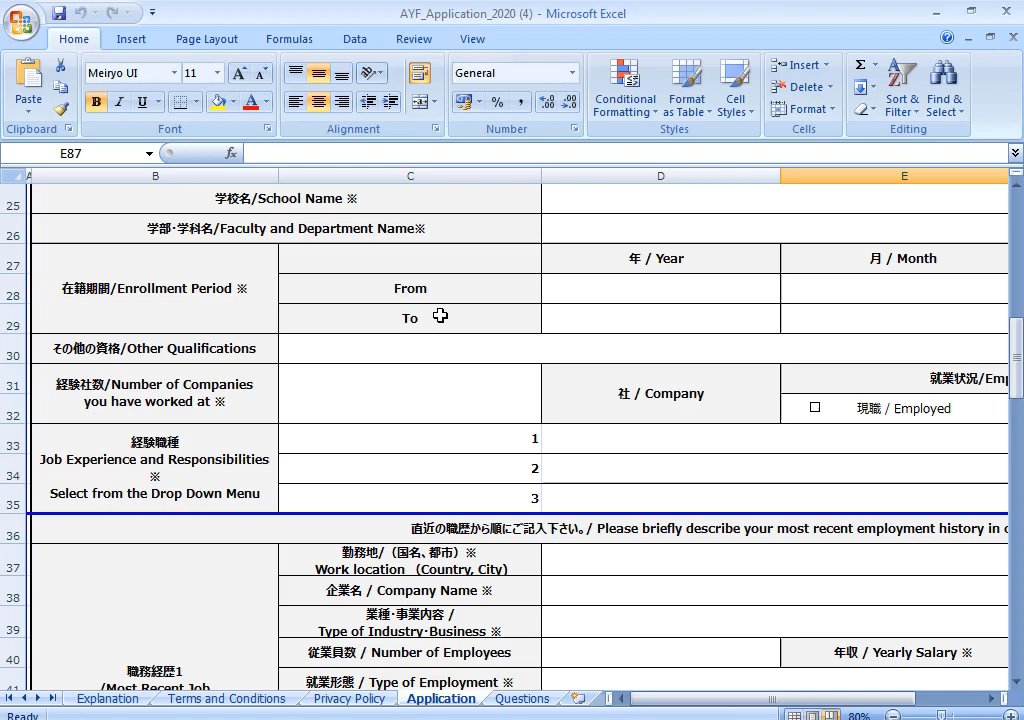 AYF_Application_2020 (4) - Microsoft Excel
Home Insert Page Layout Formulas Data Review View
Paste
Meiryo UI 11
B I U
General
% ,
Conditional Formatting
Format as Table
Cell Styles
Insert
Delete
Format
Σ
Sort & Filter
Find & Select
Clipboard Font Alignment Number Styles Cells Editing
E87 fx
A B C D E
25 学校名/School Name ※
26 学部・学科名/Faculty and Department Name※
27 年 / Year 月 / Month
28 在籍期間/Enrollment Period ※ From
29 To
30 その他の資格/Other Qualifications
31 経験社数/Number of Companies
you have worked at ※
社 / Company
就業状況/Emp
32 現職 / Employed
33 経験職種
Job Experience and Responsibilities
※
Select from the Drop Down Menu
1
34 2
35 3
36 直近の職歴から順にご記入下さい。/ Please briefly describe your most recent employment history in
37 勤務地/（国名、都市）※
Work location （Country, City)
38 企業名 / Company Name ※
39 業種・事業内容 /
Type of Industry・Business ※
40 従業員数 / Number of Employees 年収 / Yearly Salary ※
職務経歴1
/Most Recent Job
41 就業形態 / Type of Employment ※
Explanation Terms and Conditions Privacy Policy Application Questions
Ready 80%